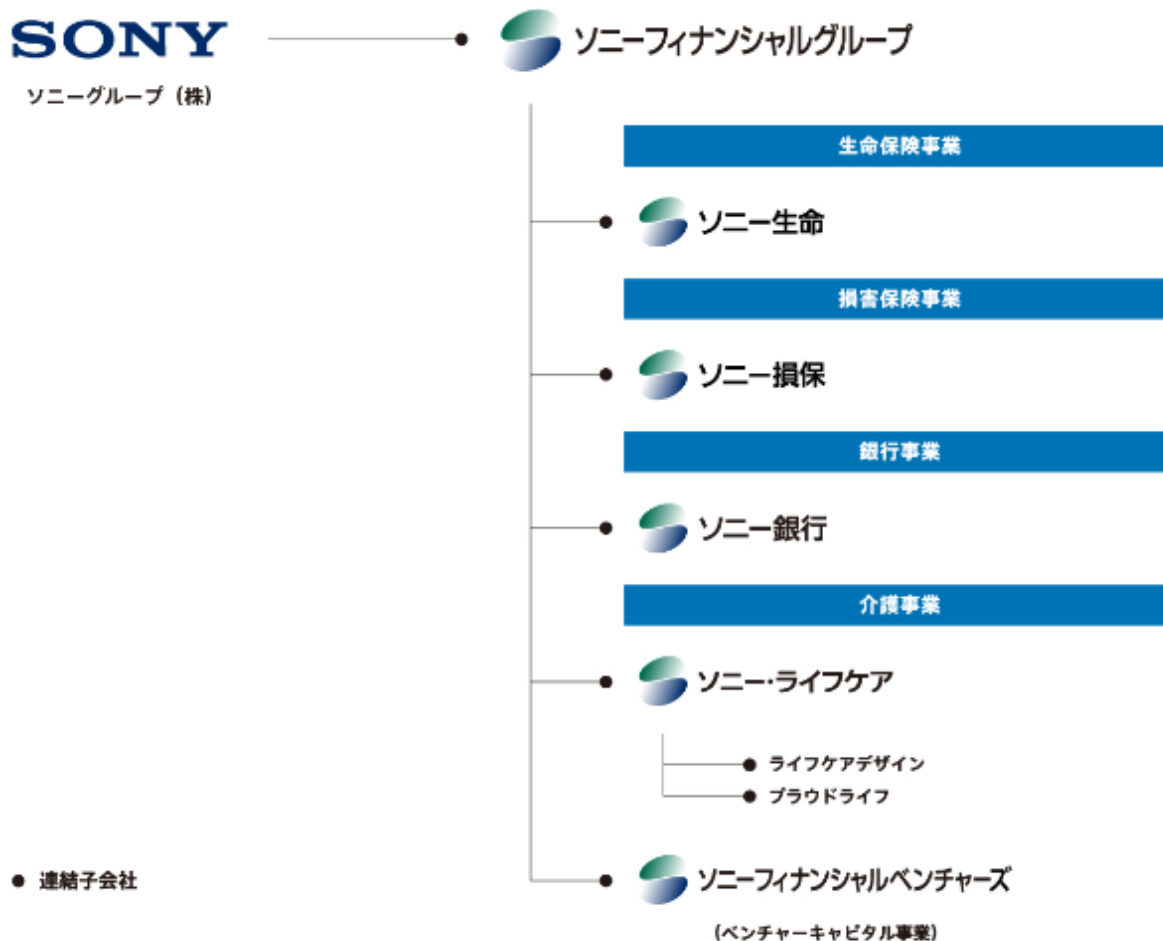 SONY
ソニーグループ（株）
ソニーフィナンシャルグループ
生命保険事業
ソニー生命
損害保険事業
ソニー損保
銀行事業
ソニー銀行
介護事業
ソニー・ライフケア
ライフケアデザイン
プラウドライフ
ソニーフィナンシャルベンチャーズ
（ベンチャーキャピタル事業）
● 連結子会社